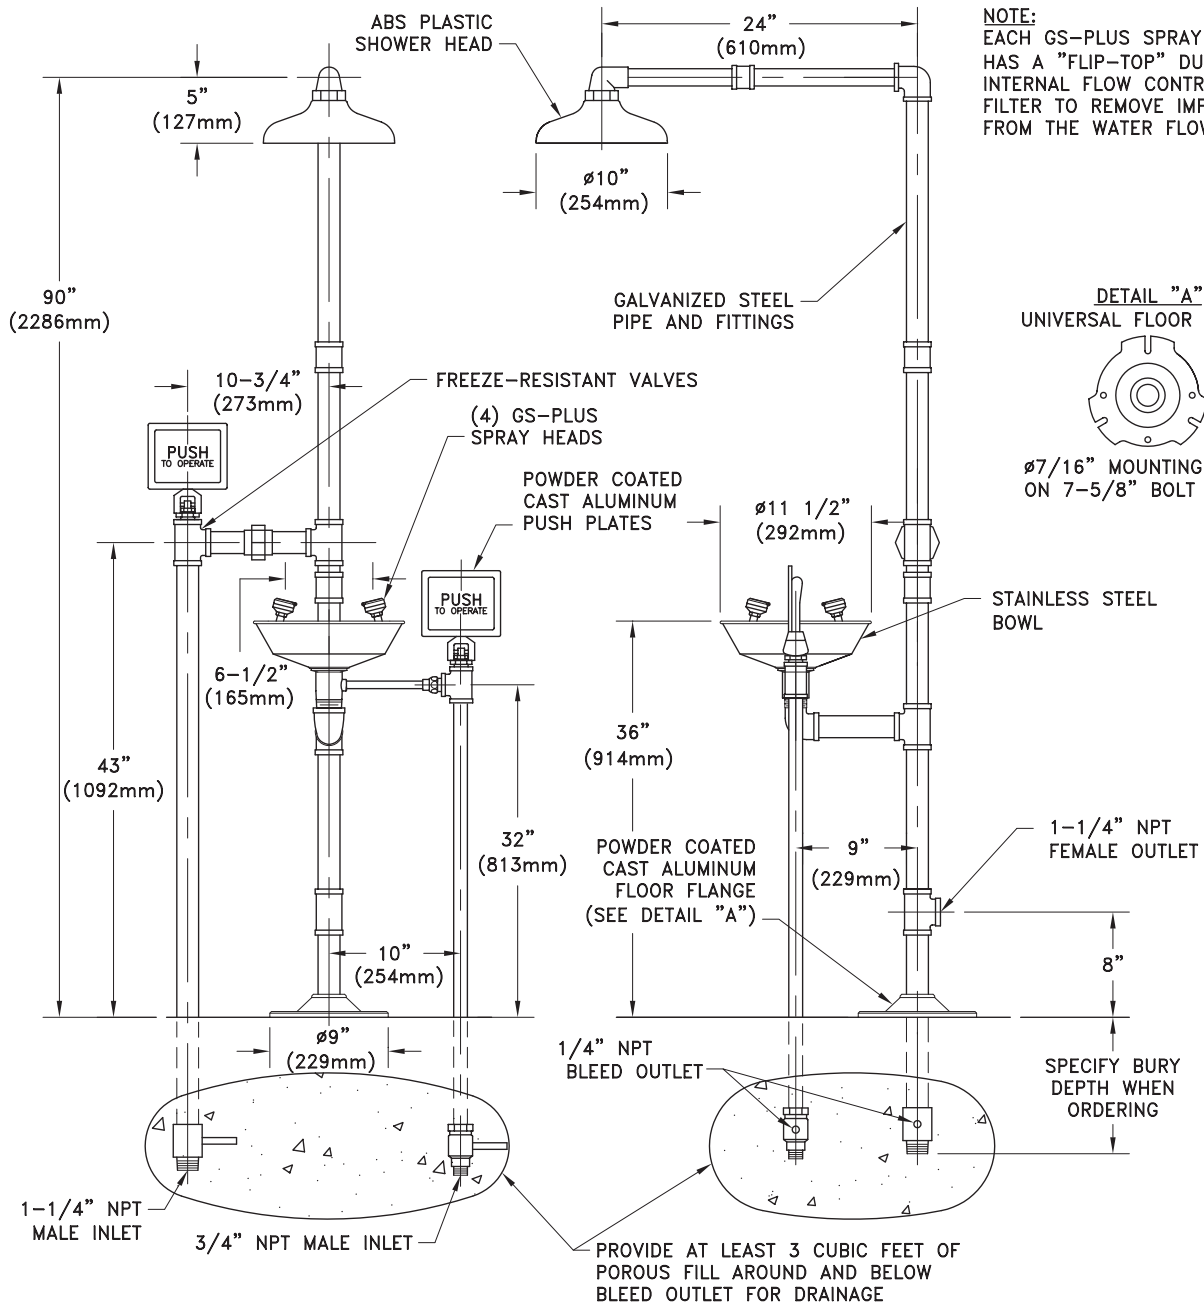 ABS PLASTIC
SHOWER HEAD
24”
(610mm)
NOTE:
EACH GS-PLUS SPRAY
HAS A "FLIP-TOP" DU
INTERNAL FLOW CONTR
FILTER TO REMOVE IMP
FROM THE WATER FLOW
5”
(127mm)
ø10”
(254mm)
90”
(2286mm)
GALVANIZED STEEL
PIPE AND FITTINGS
DETAIL "A"
UNIVERSAL FLOOR
10-3/4”
(273mm)
FREEZE-RESISTANT VALVES
(4) GS-PLUS
SPRAY HEADS
PUSH
TO OPERATE
POWDER COATED
CAST ALUMINUM
PUSH PLATES
ø7/16” MOUNTING
ON 7-5/8” BOLT
ø11 1/2”
(292mm)
PUSH
TO OPERATE
STAINLESS STEEL
BOWL
6-1/2”
(165mm)
36”
(914mm)
43”
(1092mm)
32”
(813mm)
POWDER COATED
CAST ALUMINUM
FLOOR FLANGE
(SEE DETAIL "A")
9”
(229mm)
1-1/4” NPT
FEMALE OUTLET
10”
(254mm)
8”
ø9”
(229mm)
1/4” NPT
BLEED OUTLET
SPECIFY BURY
DEPTH WHEN
ORDERING
1-1/4” NPT
MALE INLET
3/4” NPT MALE INLET
PROVIDE AT LEAST 3 CUBIC FEET OF
POROUS FILL AROUND AND BELOW
BLEED OUTLET FOR DRAINAGE